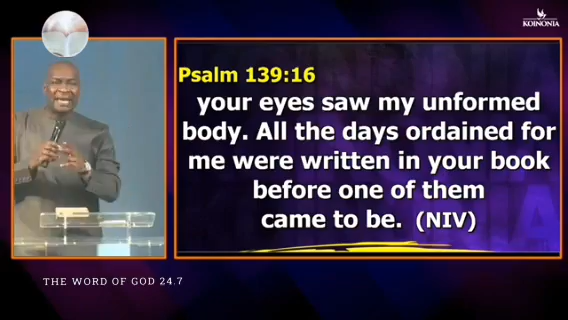 KOINONIA
Psalm 139:16
your eyes saw my unformed
body. All the days ordained for
me were written in your book
before one of them
came to be. (NIV)
THE WORD OF GOD 24.7